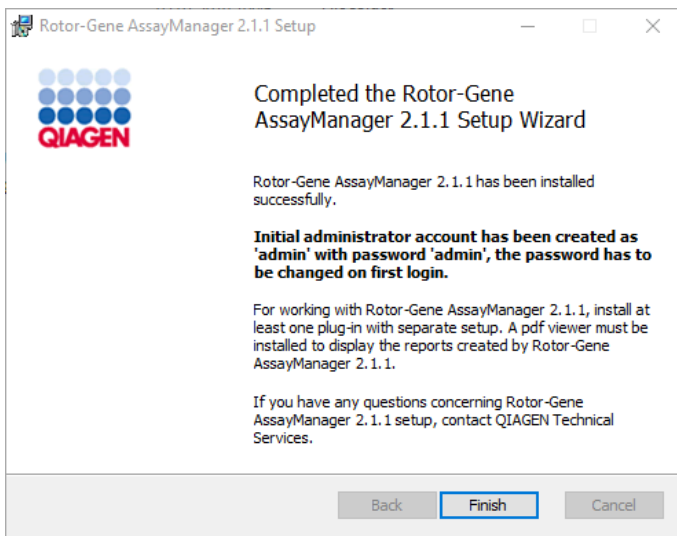 Rotor-Gene AssayManager 2.1.1 Setup
QIAGEN
Completed the Rotor-Gene
AssayManager 2.1.1 Setup Wizard
Rotor-Gene AssayManager 2.1.1 has been installed
successfully.
Initial administrator account has been created as
'admin' with password 'admin', the password has to
be changed on first login.
For working with Rotor-Gene AssayManager 2.1.1, install at
least one plug-in with separate setup. A pdf viewer must be
installed to display the reports created by Rotor-Gene
AssayManager 2.1.1.
If you have any questions concerning Rotor-Gene
AssayManager 2.1.1 setup, contact QIAGEN Technical
Services.
Back Finish Cancel